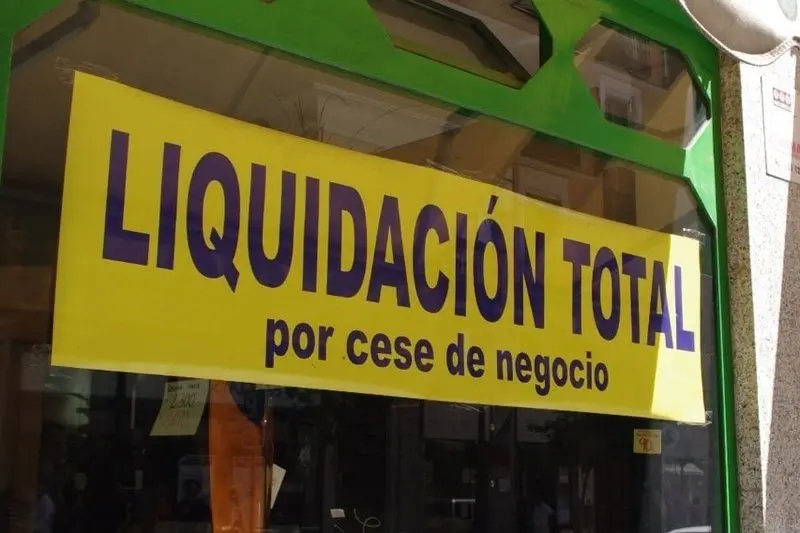 LIQUIDACIÓN TOTAL
por cese de negocio